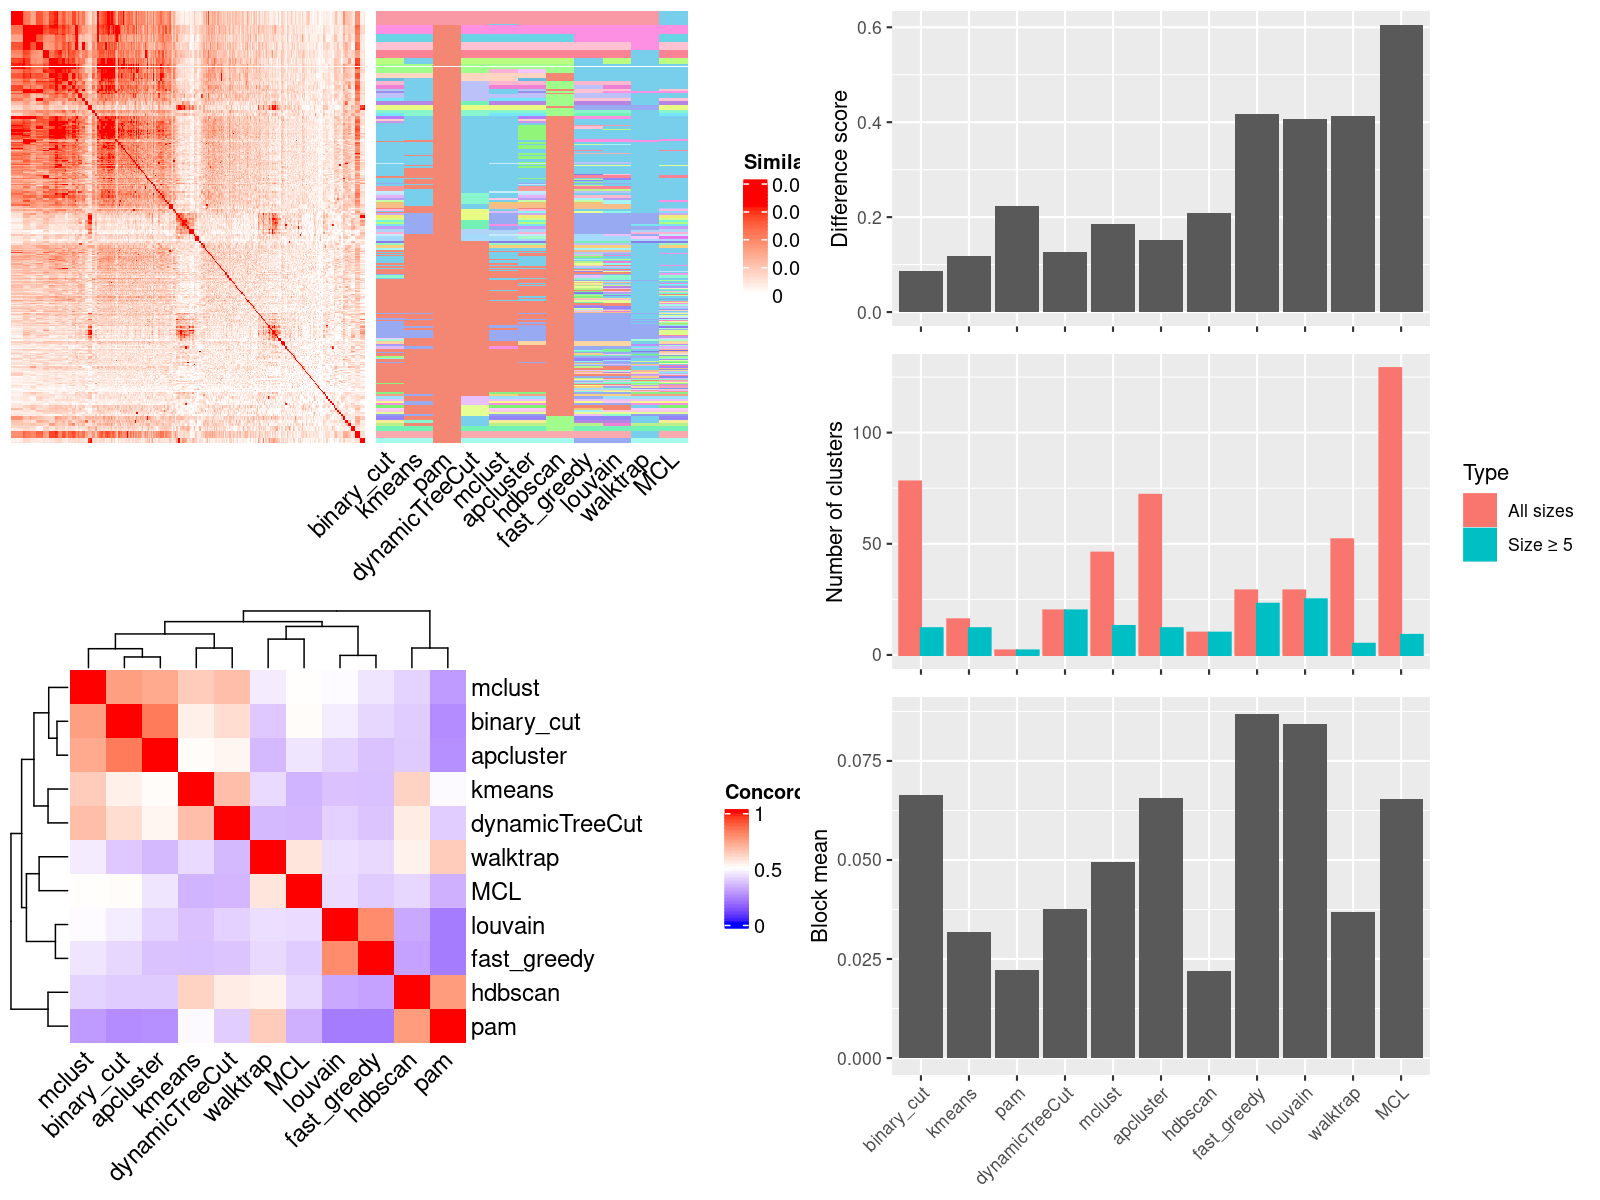 Simila
0.0
0.0
0.0
0.0
0
binary_cut
kmeans
pam
dynamicTreeCut
mclust
apcluster
hdbscan
fast_greedy
louvain
walktrap
MCL
mclust
binary_cut
apcluster
kmeans
dynamicTreeCut
walktrap
MCL
louvain
fast_greedy
hdbscan
pam
mclust
binary_cut
apcluster
kmeans
dynamicTreeCut
walktrap
MCL
louvain
fast_greedy
hdbscan
pam
Concord
1
0.5
0
Difference score
0.6
0.4
0.2
0.0
Number of clusters
100
50
0
Type
All sizes
Size ≥ 5
Block mean
0.075
0.050
0.025
0.000
binary_cut
kmeans
pam
dynamicTreeCut
mclust
apcluster
hdbscan
fast_greedy
louvain
walktrap
MCL